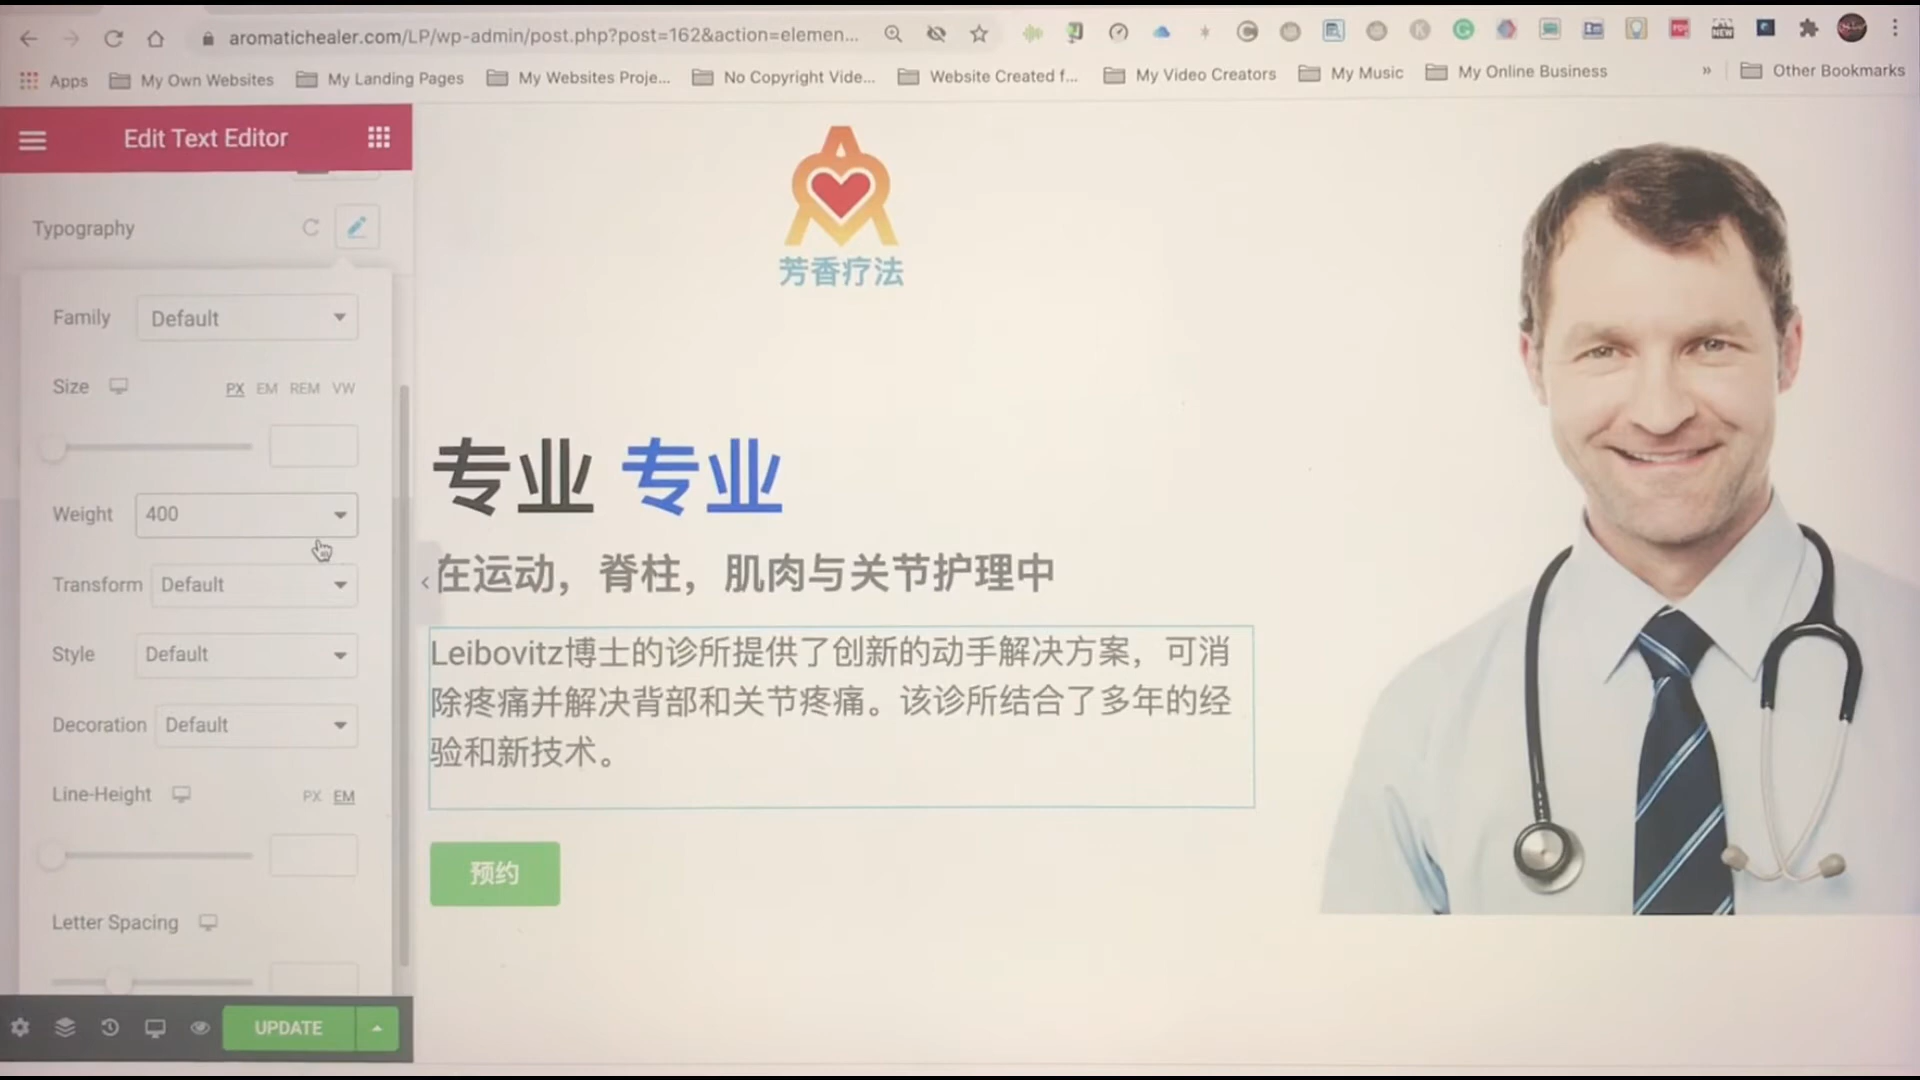 aromatichealer.com/LP/wp-admin/post.php?post=162&action=elemen...
Apps
My Own Websites
My Landing Pages
My Websites Proje...
No Copyright Vide...
Website Created f...
My Video Creators
My Music
My Online Business
»
Other Bookmarks
Edit Text Editor
Typography
Family
Default
Size
PX EM REM VW
Weight
400
Transform
Default
Style
Default
Decoration
Default
Line-Height
PX EM
Letter Spacing
UPDATE
芳香疗法
专业 专业
在运动，脊柱，肌肉与关节护理中
Leibovitz博士的诊所提供了创新的动手解决方案，可消
除疼痛并解决背部和关节疼痛。该诊所结合了多年的经
验和新技术。
预约